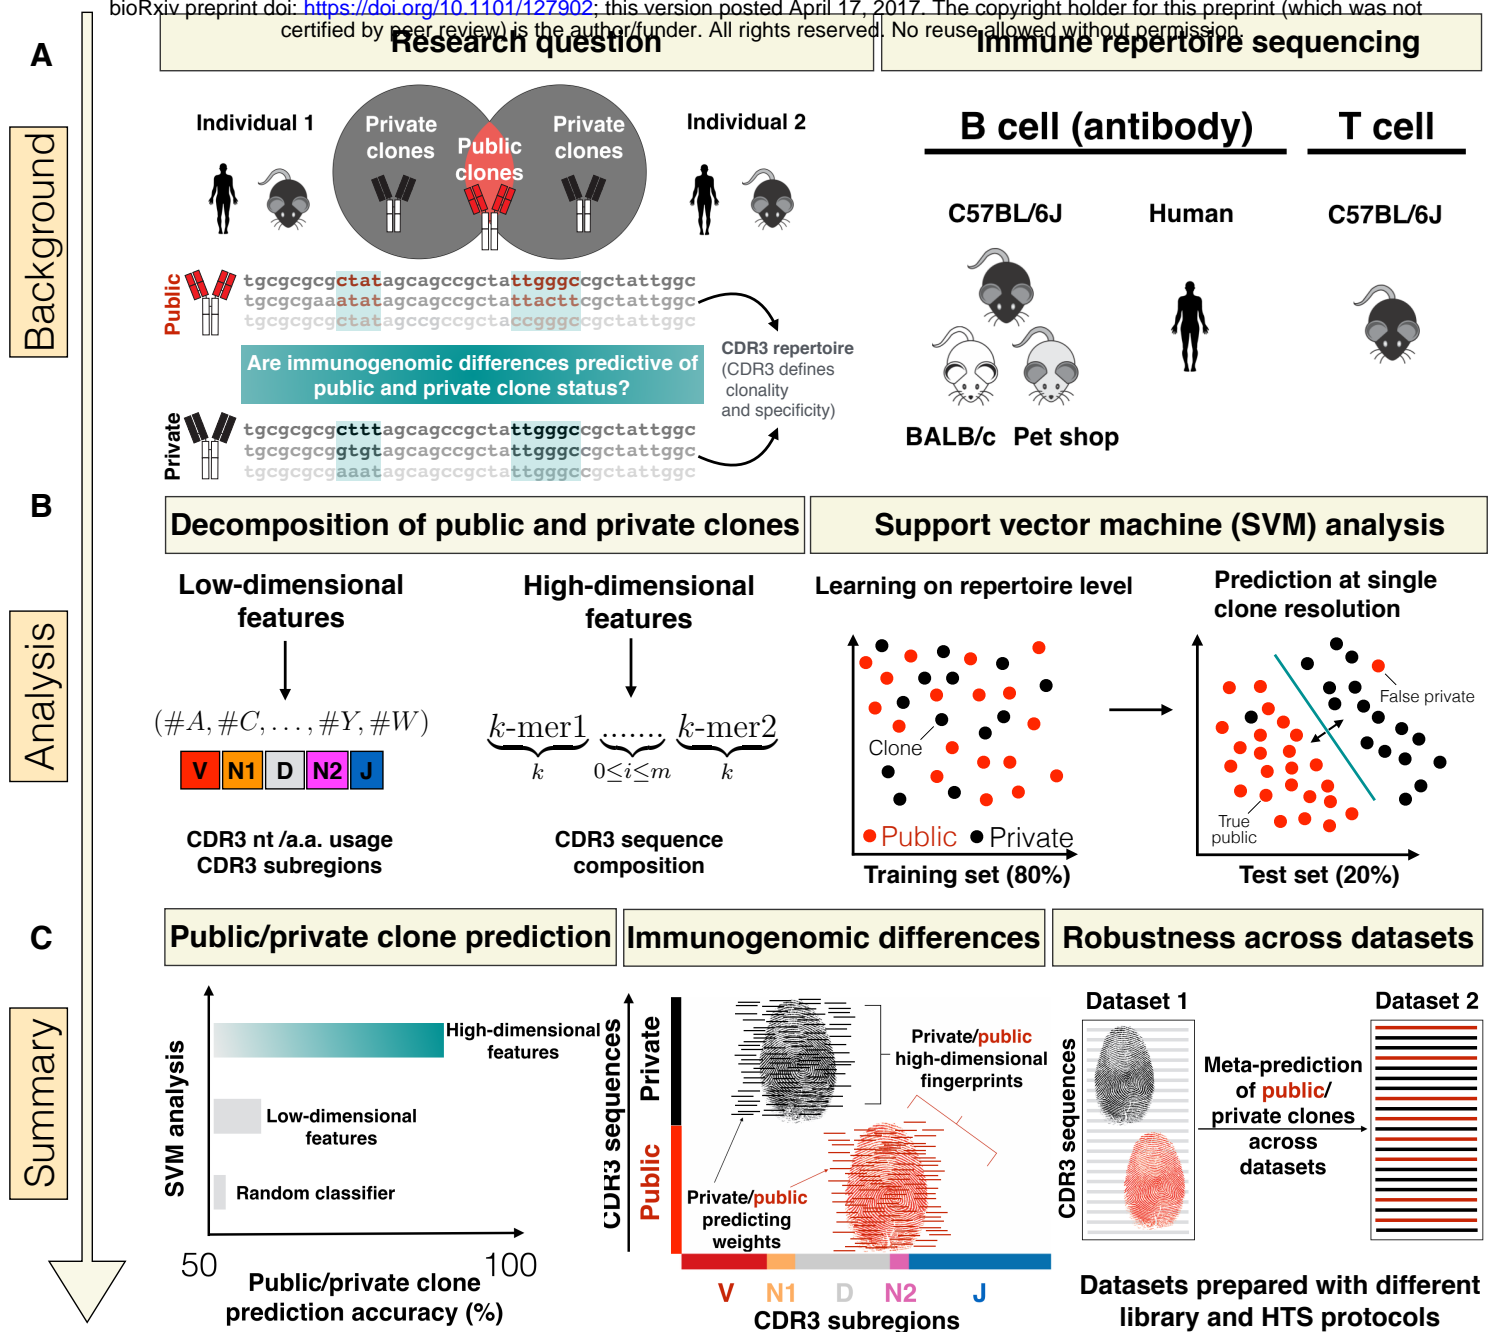 bioRxiv preprint doi: https://doi.org/10.1101/127902; this version posted April 17, 2017. The copyright holder for this preprint (which was not
certified by peer review) is the author/funder. All rights reserved. No reuse allowed without permission.
A
Background
Research question
Immune repertoire sequencing
Individual 1
Private
clones
Public
clones
Private
clones
Individual 2
Public
tgcgcgcgctatagcagccgctattgggccgctattggc
tgcgcgaaatatagcagccgctattacttcgctattggc
tgcgcgcgctatagccgccgctaccgggccgctattggc
Are immunogenomic differences predictive of
public and private clone status?
CDR3 repertoire
(CDR3 defines
clonality
and specificity)
Private
tgcgcgcgctttagcagccgctattgggccgctattggc
tgcgcgcggtgtagcagccgctattgggccgctattggc
tgcgcgcgaaatagcagccgctattgggccgctattggc
B cell (antibody)
T cell
C57BL/6J
Human
C57BL/6J
BALB/c
Pet shop
B
Analysis
Decomposition of public and private clones
Support vector machine (SVM) analysis
Low-dimensional
features
(#A, #C, . . . , #Y, #W)
V N1 D N2 J
CDR3 nt /a.a. usage
CDR3 subregions
High-dimensional
features
k-mer1 ....... k-mer2
k 0≤i≤m k
CDR3 sequence
composition
Learning on repertoire level
Clone
Public Private
Training set (80%)
Prediction at single
clone resolution
False private
True
public
Test set (20%)
C
Summary
Public/private clone prediction
Immunogenomic differences
Robustness across datasets
SVM analysis
High-dimensional
features
Low-dimensional
features
Random classifier
50
100
Public/private clone
prediction accuracy (%)
CDR3 sequences
Private
Public
Private/public
high-dimensional
fingerprints
Private/public
predicting
weights
V N1 D N2 J
CDR3 subregions
Dataset 1
Dataset 2
CDR3 sequences
Meta-prediction
of public/
private clones
across
datasets
Datasets prepared with different
library and HTS protocols